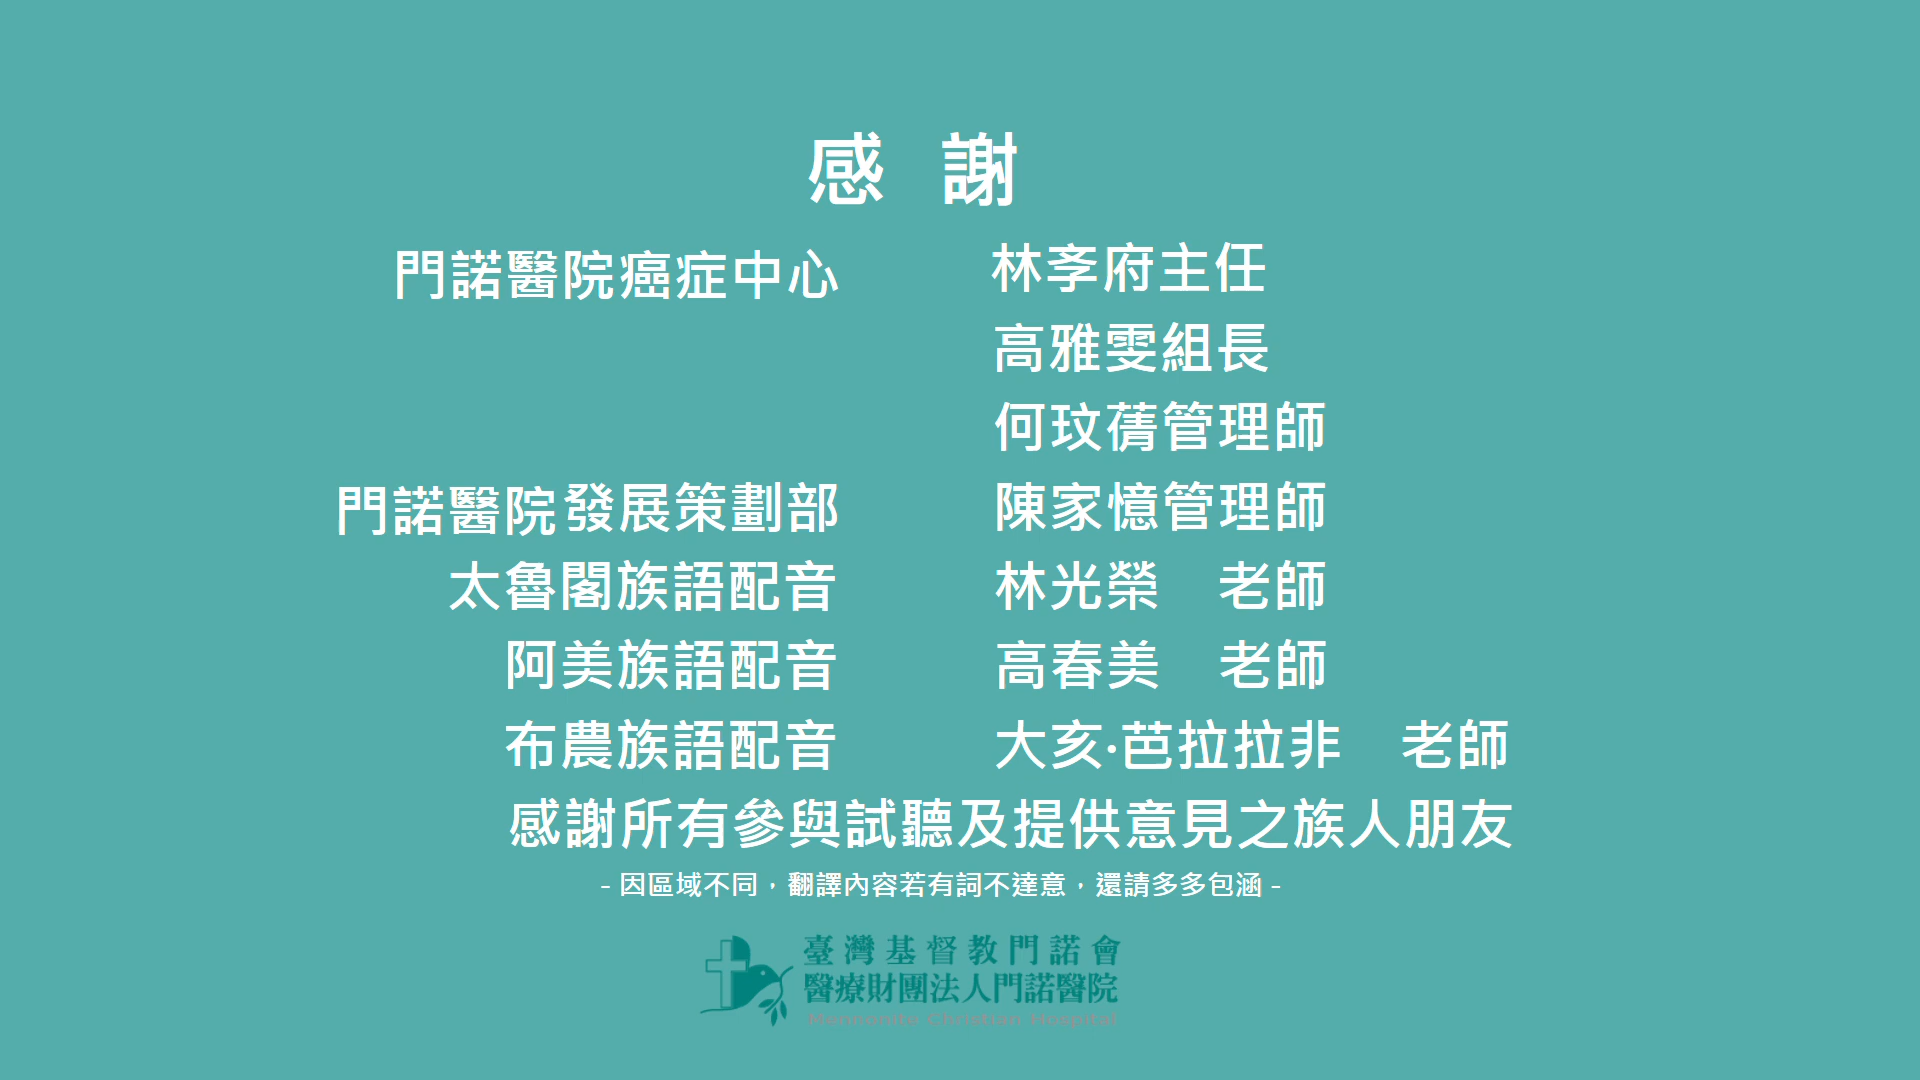 感 謝
門諾醫院癌症中心 林孝府主任
高雅雯組長
何玟蒨管理師
門諾醫院發展策劃部 陳家憶管理師
太魯閣族語配音 林光榮 老師
阿美族語配音 高春美 老師
布農族語配音 大亥·芭拉拉非 老師
感謝所有參與試聽及提供意見之族人朋友
- 因區域不同，翻譯內容若有詞不達意，還請多多包涵 -
臺灣基督教門諾會
醫療財團法人門諾醫院
Mennonite Christian Hospital